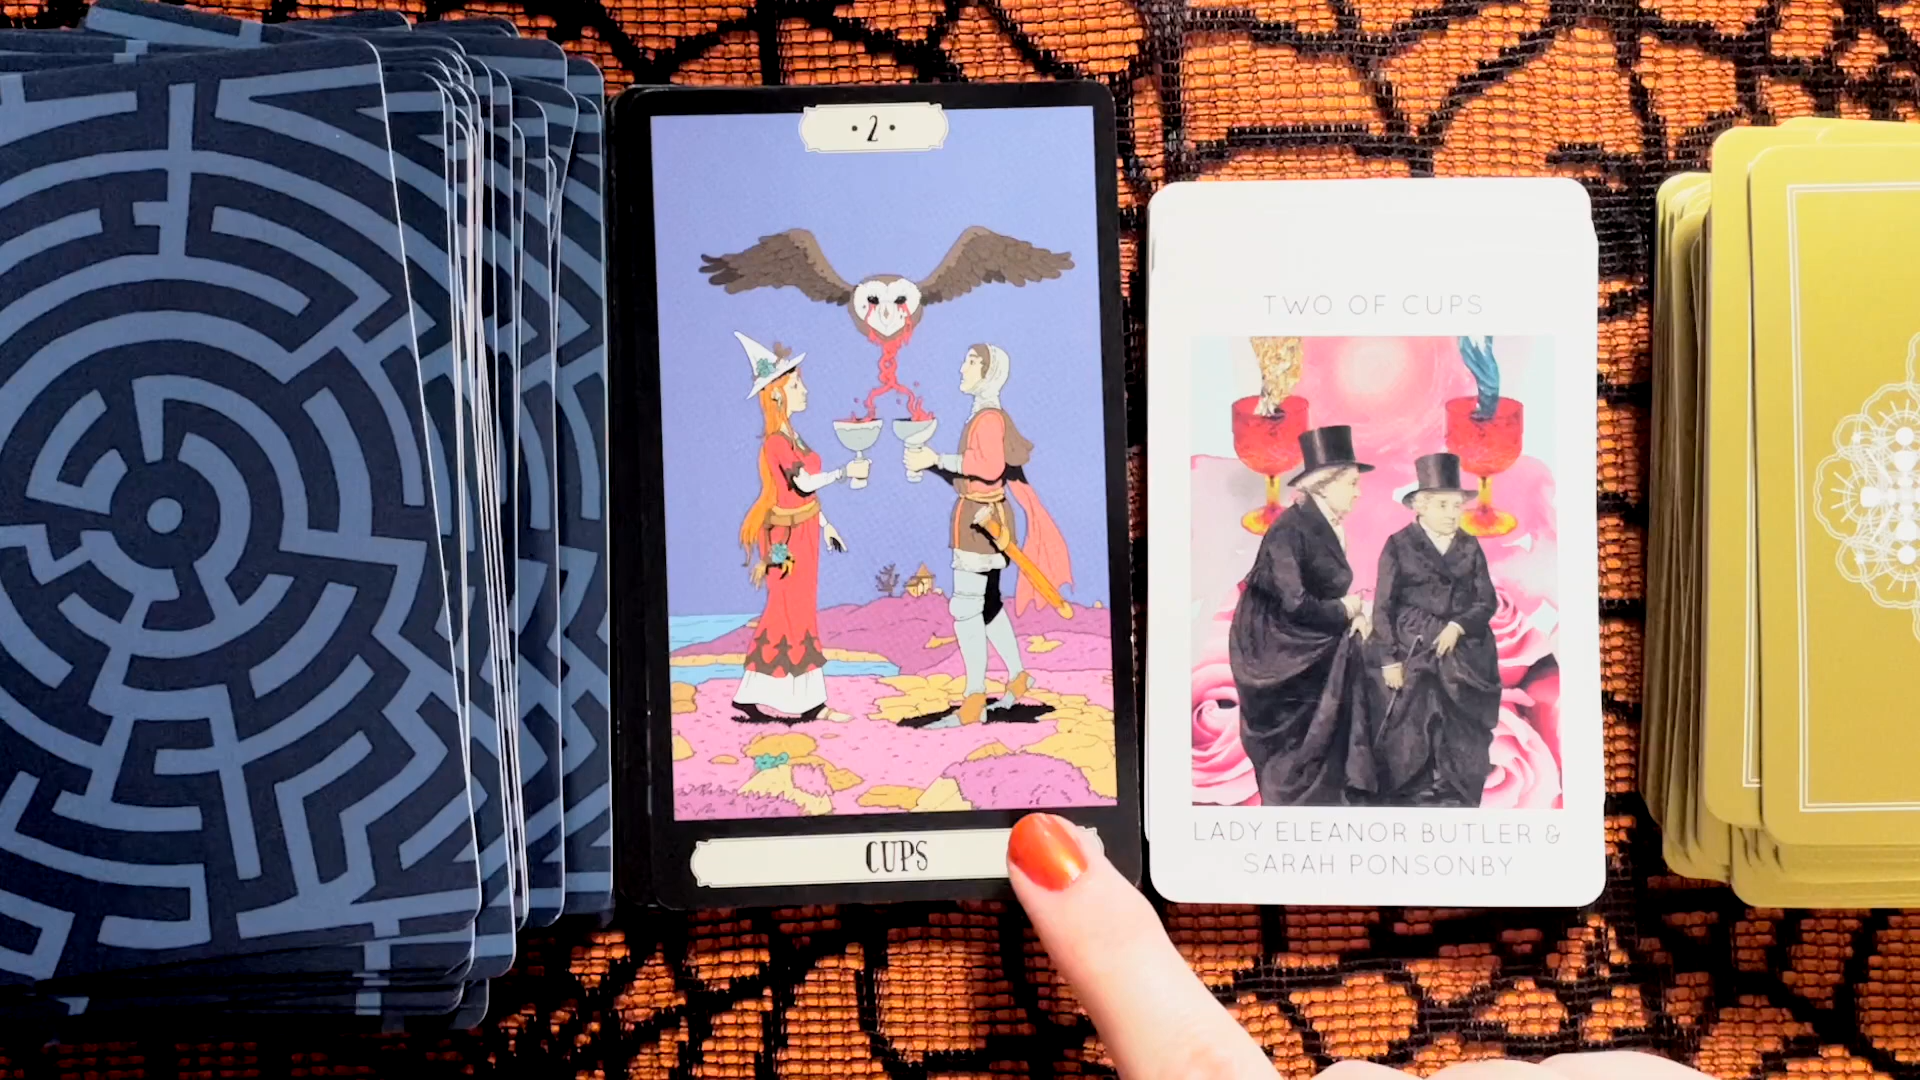 • 2 •
CUPS
TWO OF CUPS
LADY ELEANOR BUTLER &
SARAH PONSONBY